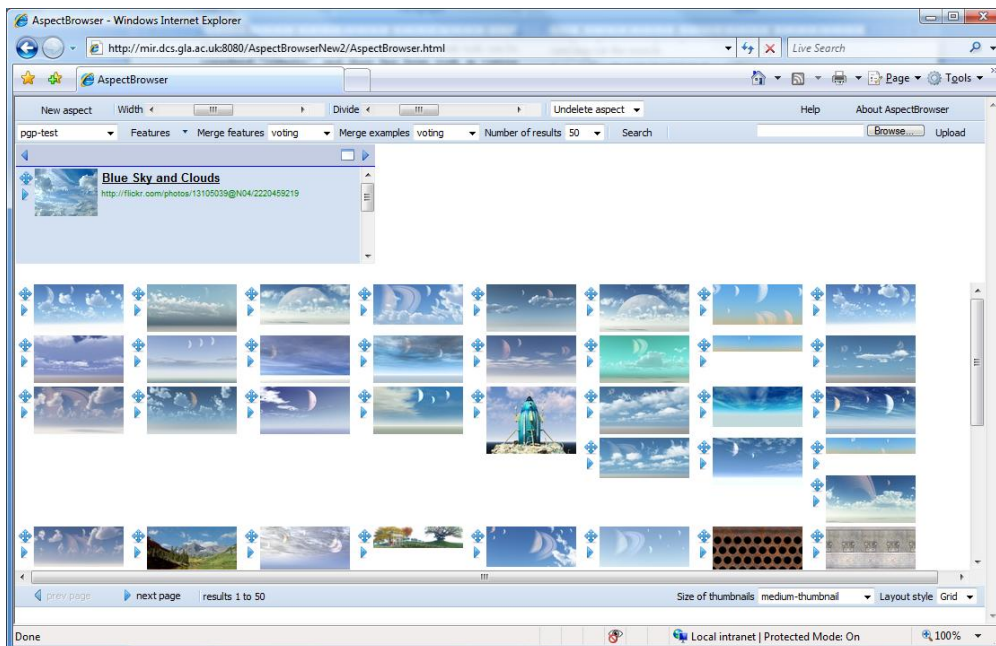 AspectBrowser - Windows Internet Explorer
http://mir.dcs.gla.ac.uk:8080/AspectBrowserNew2/AspectBrowser.html Live Search
AspectBrowser Page Tools
New aspect Width Divide Undelete aspect Help About AspectBrowser
pgp-test Features Merge features voting Merge examples voting Number of results 50 Search Browse... Upload
Blue Sky and Clouds
http://flickr.com/photos/13105039@N04/2220459219
prev page next page results 1 to 50 Size of thumbnails medium-thumbnail Layout style Grid
Done Local intranet | Protected Mode: On 100%